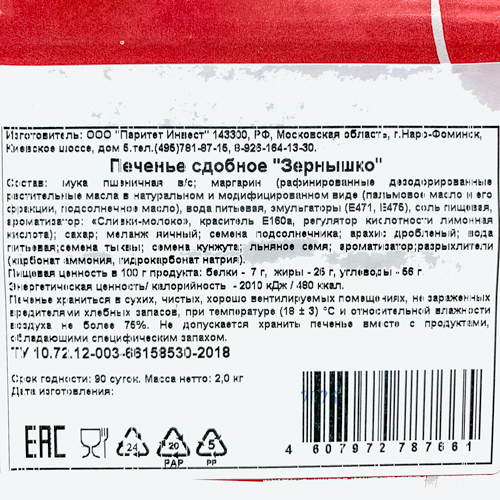 Изготовитель: ООО "Паритет Инвест" 143300, РФ, Московская область, г.Наро-Фоминск,
Киевское шоссе, дом 6.тел.(495)781-87-15, 8-926-164-13-30.
Печенье сдобное "Зернышко"
Состав: мука пшеничная в/с; маргарин (рафинированные дезодорированные
растительные масла в натуральном и модифицированном виде (пальмовое масло и его
фракции, подсолнечное масло), вода питьевая, эмульгаторы (Е471, Е475), соль пищевая,
ароматизатор: «Сливки-молоко», краситель Е160а, регулятор кислотности лимонная
кислота); сахар; меланж яичный; семена подсолнечника; арахис дробленый; вода
питьевая;семена тыквы; семена кунжута; льняное семя; ароматизатор;разрыхлители
(карбонат аммония, гидрокарбонат натрия).
Пищевая ценность в 100 г продукта: белки - 7 г, жиры - 26 г, углеводы - 56 г.
Энергетическая ценность/ калорийность - 2010 кДж / 480 ккал.
Печенье храниться в сухих, чистых, хорошо вентилируемых помещениях, не зараженных
вредителями хлебных запасов, при температуре (18 ± 3) °С и относительной влажности
воздуха не более 75%. Не допускается хранить печенье вместе с продуктами,
обладающими специфическим запахом.
ТУ 10.72.12-003-66158530-2018
Срок годности: 90 суток. Масса нетто: 2,0 кг
Дата изготовления:
EAC 24 20 PAP 5 PP
4 607972 787661